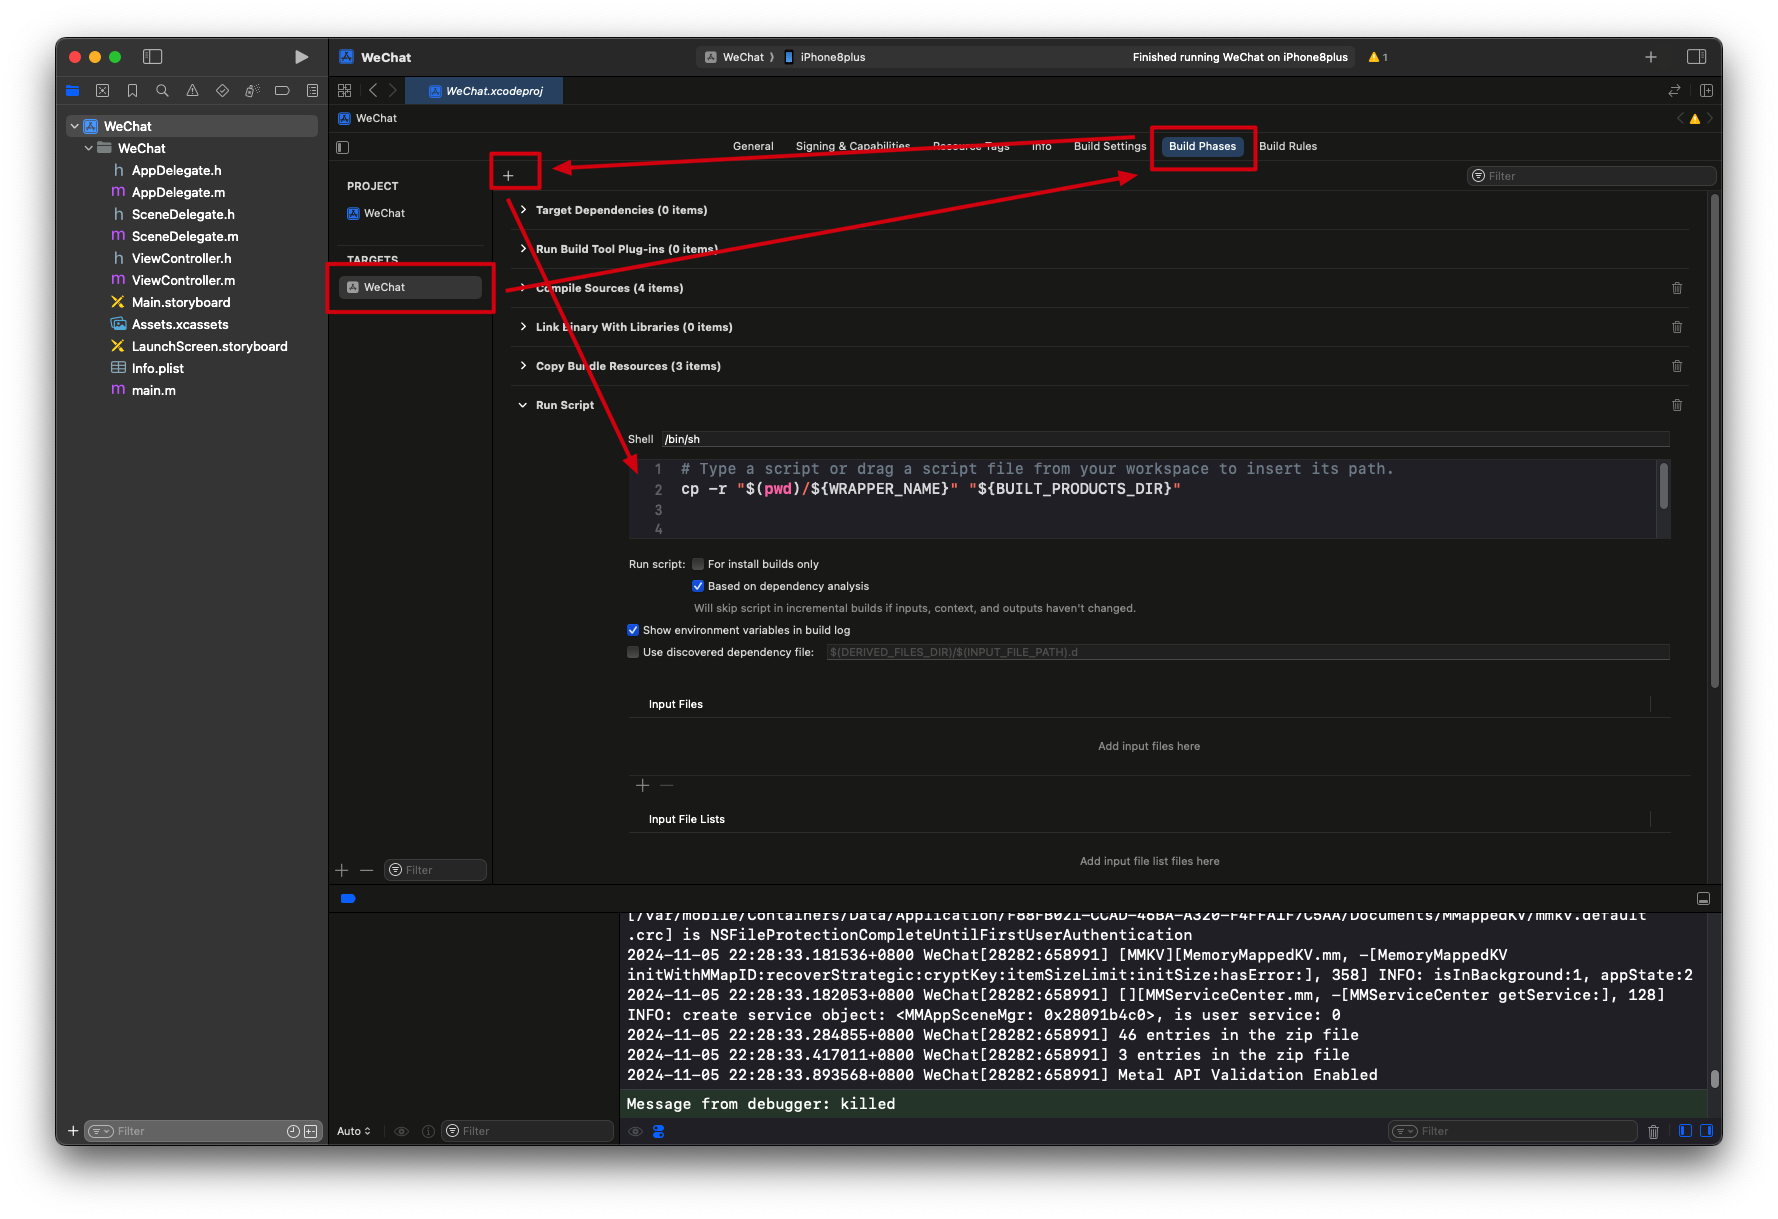 WeChat
WeChat
iPhone8plus
Finished running WeChat on iPhone8plus
1
WeChat.xcodeproj
WeChat
WeChat
WeChat
h AppDelegate.h
m AppDelegate.m
h SceneDelegate.h
m SceneDelegate.m
h ViewController.h
m ViewController.m
Main.storyboard
Assets.xcassets
LaunchScreen.storyboard
Info.plist
m main.m
Filter
General
Signing & Capabilities
Resource Tags
Info
Build Settings
Build Phases
Build Rules
Filter
PROJECT
WeChat
TARGETS
WeChat
Filter
Target Dependencies (0 items)
Run Build Tool Plug-ins (0 items)
Compile Sources (4 items)
Link Binary With Libraries (0 items)
Copy Bundle Resources (3 items)
Run Script
Shell /bin/sh
1 # Type a script or drag a script file from your workspace to insert its path.
2 cp -r "$(pwd)/${WRAPPER_NAME}" "${BUILT_PRODUCTS_DIR}"
3
4
Run script: For install builds only
Based on dependency analysis
Will skip script in incremental builds if inputs, context, and outputs haven't changed.
Show environment variables in build log
Use discovered dependency file: $(DERIVED_FILES_DIR)/$(INPUT_FILE_PATH).d
Input Files
Add input files here
Input File Lists
Add input file list files here
[/var/mobile/Containers/Data/Application/F88FB021-CCAD-46BA-A320-F4FFA1F7C5AA/Documents/MMappedKV/mmkv.default
.crc] is NSFileProtectionCompleteUntilFirstUserAuthentication
2024-11-05 22:28:33.181536+0800 WeChat[28282:658991] [MMKV][MemoryMappedKV.mm, -[MemoryMappedKV
initWithMMapID:recoverStrategic:cryptKey:itemSizeLimit:initSize:hasError:], 358] INFO: isInBackground:1, appState:2
2024-11-05 22:28:33.182053+0800 WeChat[28282:658991] [][MMServiceCenter.mm, -[MMServiceCenter getService:], 128]
INFO: create service object: <MMAppSceneMgr: 0x28091b4c0>, is user service: 0
2024-11-05 22:28:33.284855+0800 WeChat[28282:658991] 46 entries in the zip file
2024-11-05 22:28:33.417011+0800 WeChat[28282:658991] 3 entries in the zip file
2024-11-05 22:28:33.893568+0800 WeChat[28282:658991] Metal API Validation Enabled
Message from debugger: killed
Auto
Filter
Filter